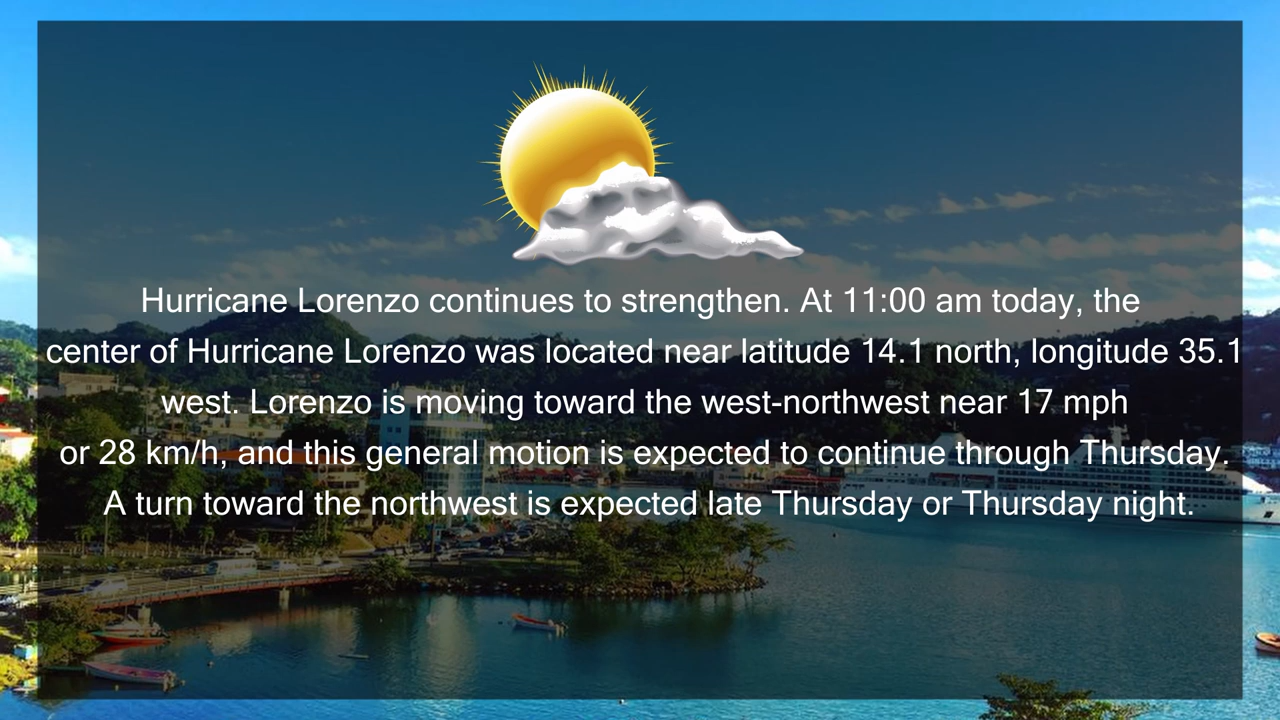 Hurricane Lorenzo continues to strengthen. At 11:00 am today, the
center of Hurricane Lorenzo was located near latitude 14.1 north, longitude 35.1
west. Lorenzo is moving toward the west-northwest near 17 mph
or 28 km/h, and this general motion is expected to continue through Thursday.
A turn toward the northwest is expected late Thursday or Thursday night.